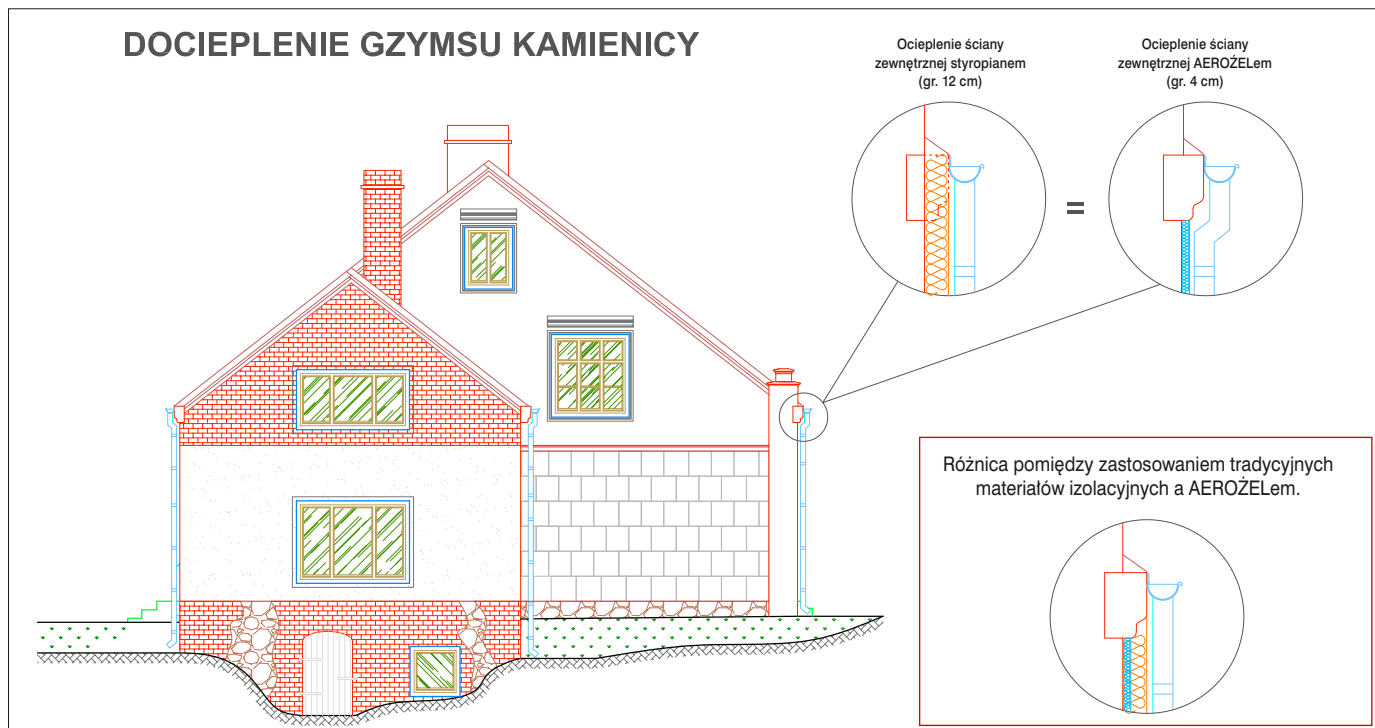 DOCIEPLENIE GZYMSU KAMIENICY
Ocieplenie ściany
zewnętrznej styropianem
(gr. 12 cm)
Ocieplenie ściany
zewnętrznej AEROŻELem
(gr. 4 cm)
=
Różnica pomiędzy zastosowaniem tradycyjnych
materiałów izolacyjnych a AEROŻELem.